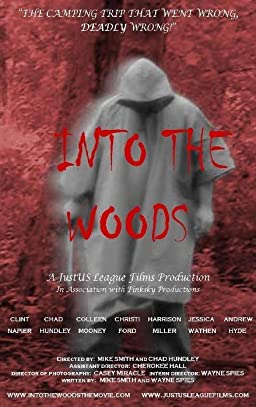 "THE CAMPING TRIP THAT WENT WRONG,
DEADLY WRONG!"
INTO THE
WOODS
A JustUS League Films Production
In Association with Pinksky Productions
CLINT CHAD COLLEEN CHRISTI HARRISON JESSICA ANDREW
NAPIER HUNDLEY MOONEY FORD MILLER WATHEN HYDE
DIRECTED BY: MIKE SMITH AND CHAD HUNDLEY
ASSISTANT DIRECTOR: CHEROKEE HALL
DIRECTOR OF PHOTOGRAPHY: CASEY MIRACLE INTERN DIRECTOR: WAYNE SPIES
WRITTEN BY: MIKE SMITH AND WAYNE SPIES
WWW.INTOTHEWOODSTHEMOVIE.COM WWW.JUSTUSLEAGUEFILMS.COM